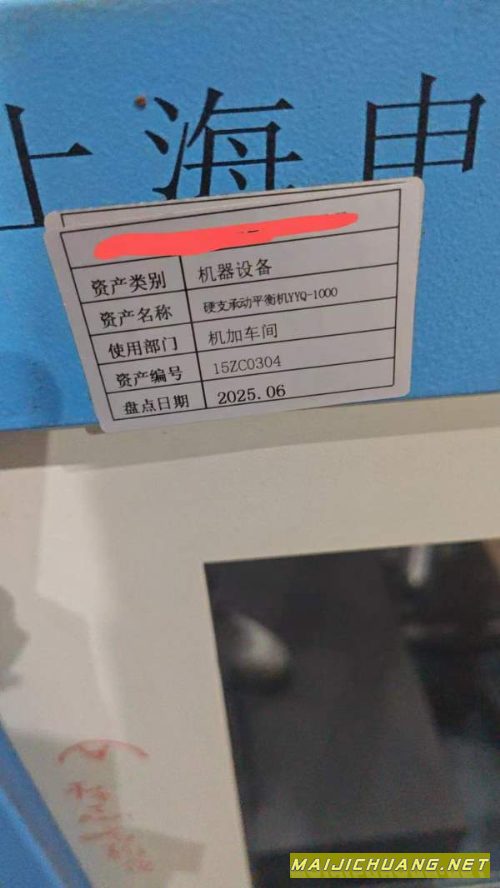 上海申
资产类别 机器设备
资产名称 硬支承动平衡机YYQ-1000
使用部门 机加车间
资产编号 15ZC0304
盘点日期 2025.06
MAIJICHUANG.NET